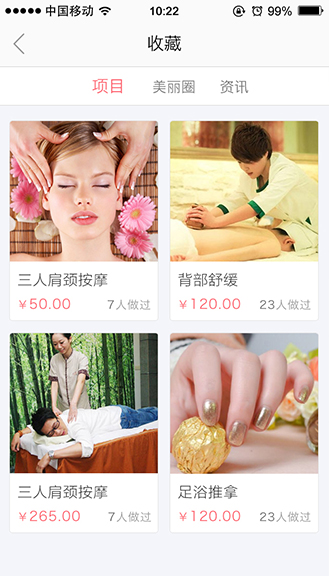 中国移动 10:22 99%
收藏
项目 美丽圈 资讯
三人肩颈按摩
¥50.00 7人做过
背部舒缓
¥120.00 23人做过
三人肩颈按摩
¥265.00 7人做过
足浴推拿
¥120.00 23人做过